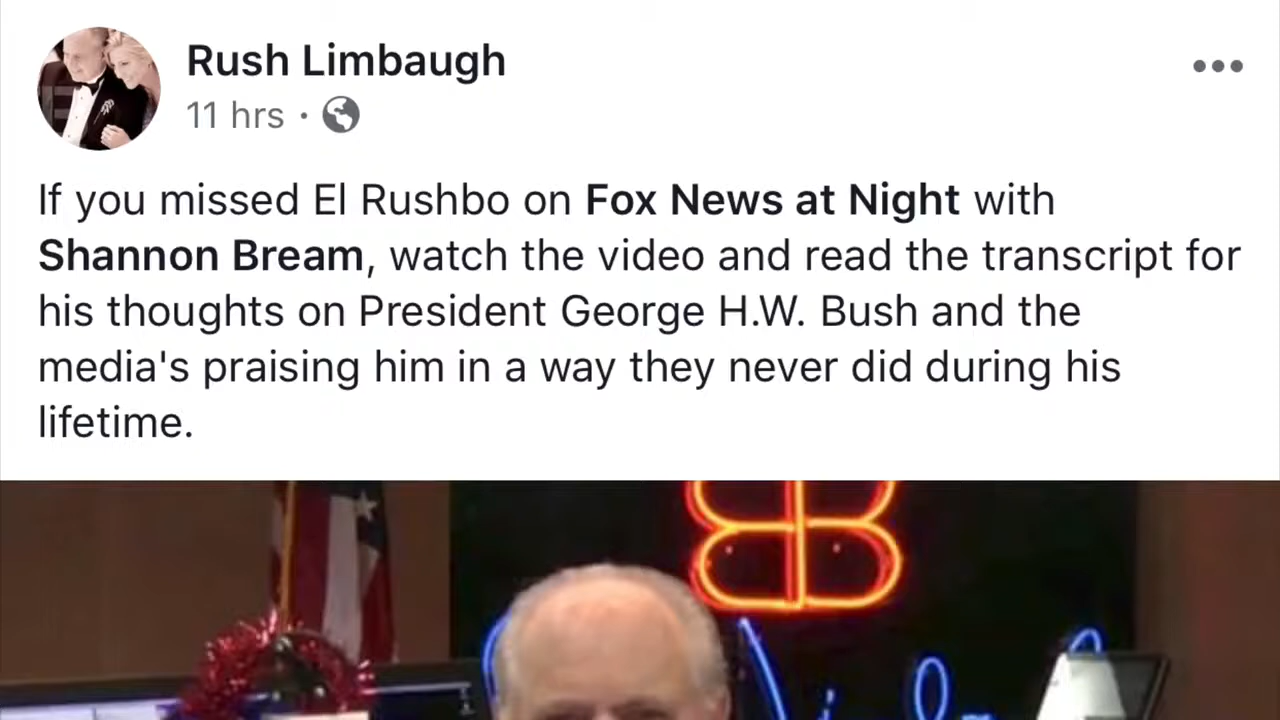 Rush Limbaugh
11 hrs ·
If you missed El Rushbo on Fox News at Night with
Shannon Bream, watch the video and read the transcript for
his thoughts on President George H.W. Bush and the
media's praising him in a way they never did during his
lifetime.